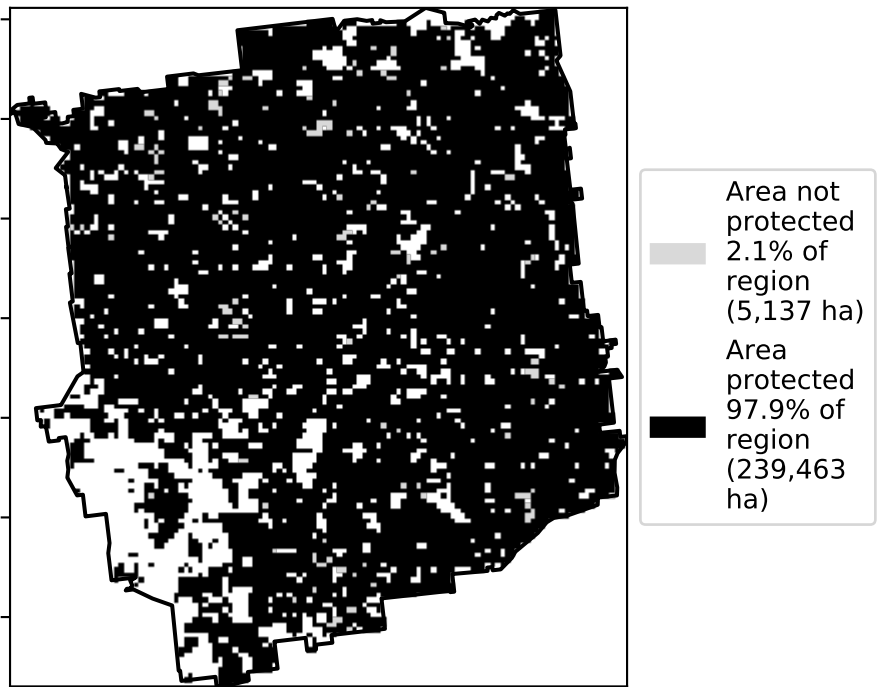 Area not
protected
2.1% of
region
(5,137 ha)
Area
protected
97.9% of
region
(239,463
ha)